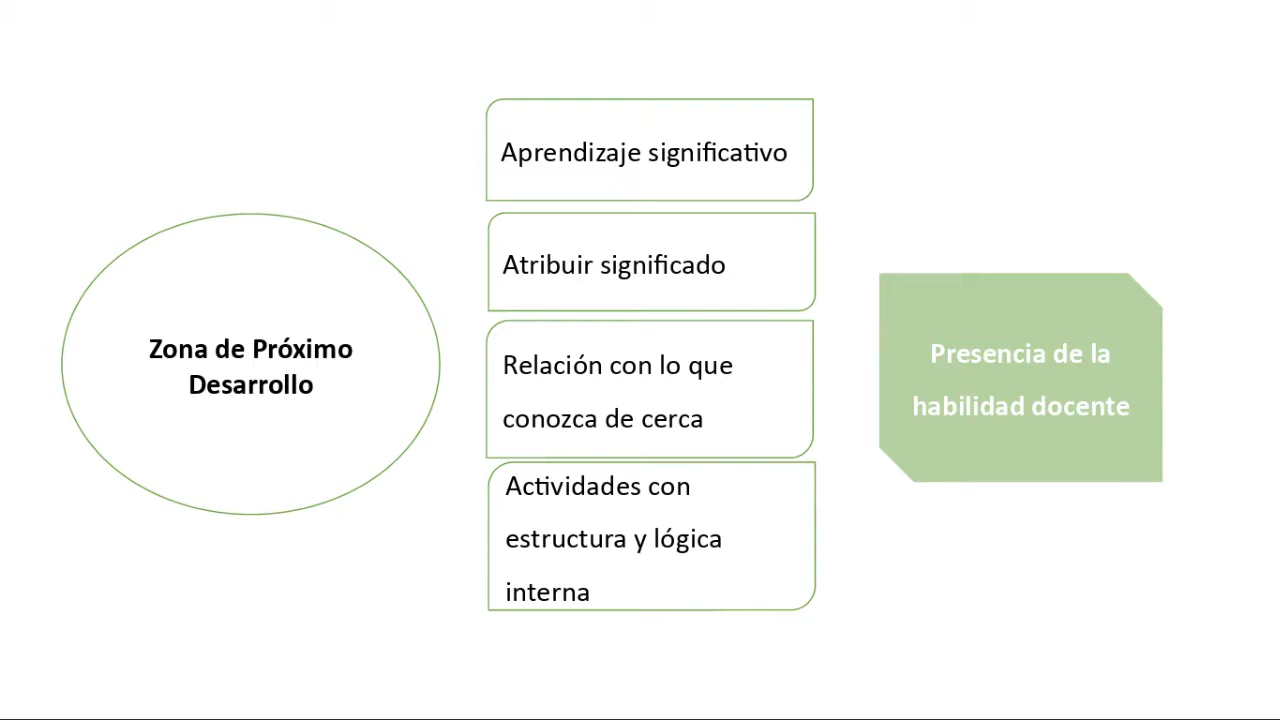 Zona de Próximo
Desarrollo
Aprendizaje significativo
Atribuir significado
Relación con lo que
conozca de cerca
Actividades con
estructura y lógica
interna
Presencia de la
habilidad docente